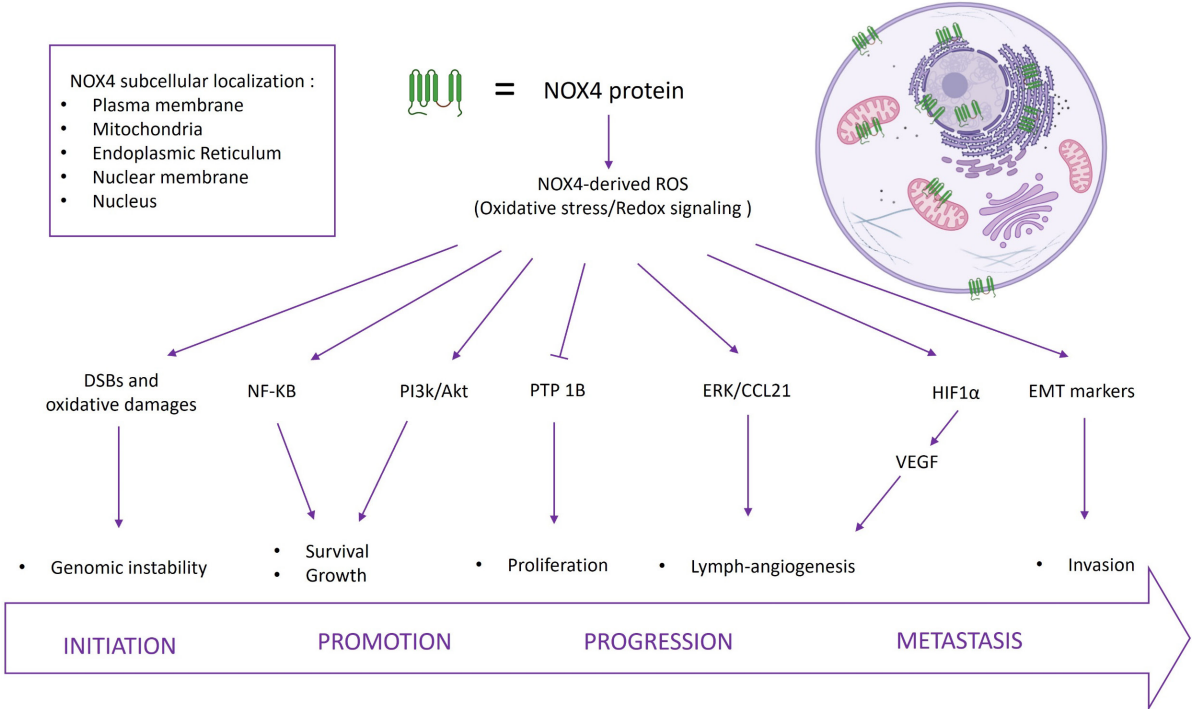 NOX4 subcellular localization :
• Plasma membrane
• Mitochondria
• Endoplasmic Reticulum
• Nuclear membrane
• Nucleus
= NOX4 protein
NOX4-derived ROS
(Oxidative stress/Redox signaling )
DSBs and
oxidative damages
NF-KB
PI3k/Akt
PTP 1B
ERK/CCL21
HIF1α
EMT markers
VEGF
• Genomic instability
• Survival
• Growth
• Proliferation
• Lymph-angiogenesis
• Invasion
INITIATION
PROMOTION
PROGRESSION
METASTASIS